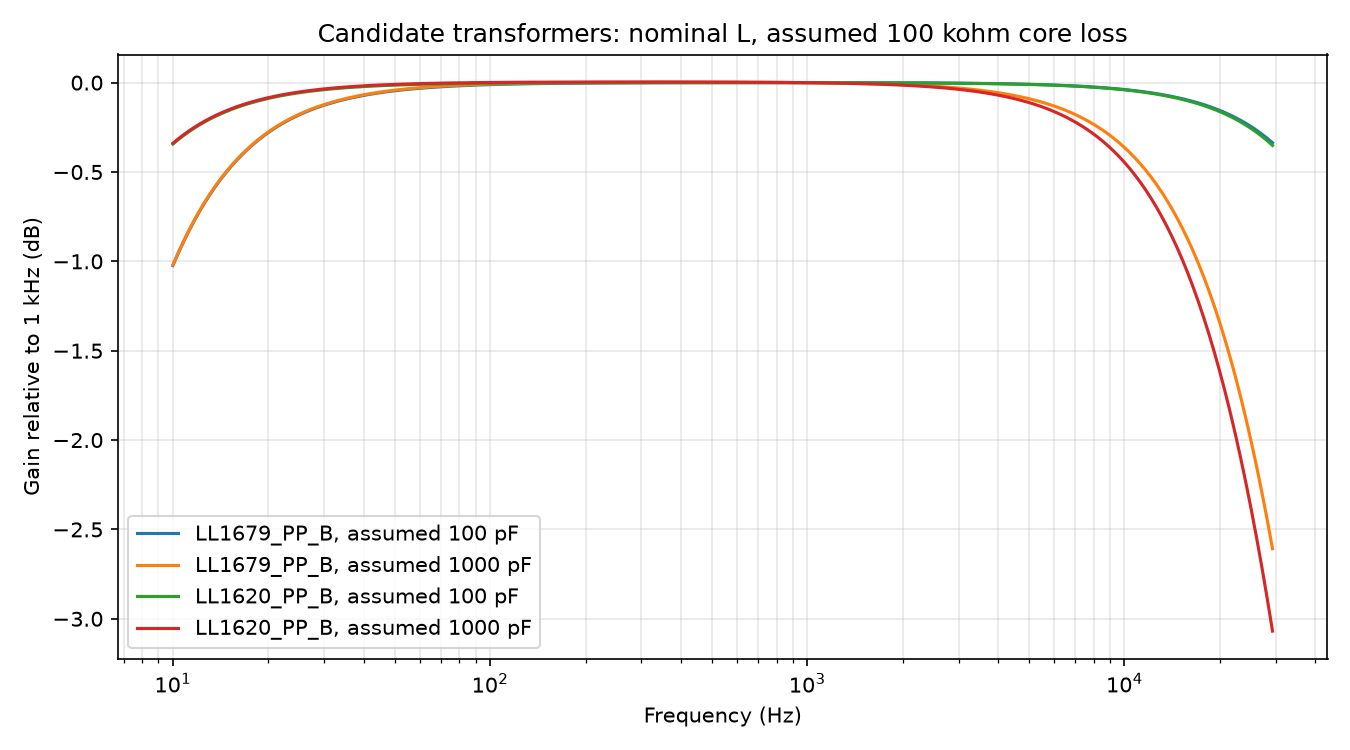 Candidate transformers: nominal L, assumed 100 kohm core loss
Gain relative to 1 kHz (dB)
0.0
−0.5
−1.0
−1.5
−2.0
−2.5
−3.0
LL1679_PP_B, assumed 100 pF
LL1679_PP_B, assumed 1000 pF
LL1620_PP_B, assumed 100 pF
LL1620_PP_B, assumed 1000 pF
10¹ 10² 10³ 10⁴
Frequency (Hz)